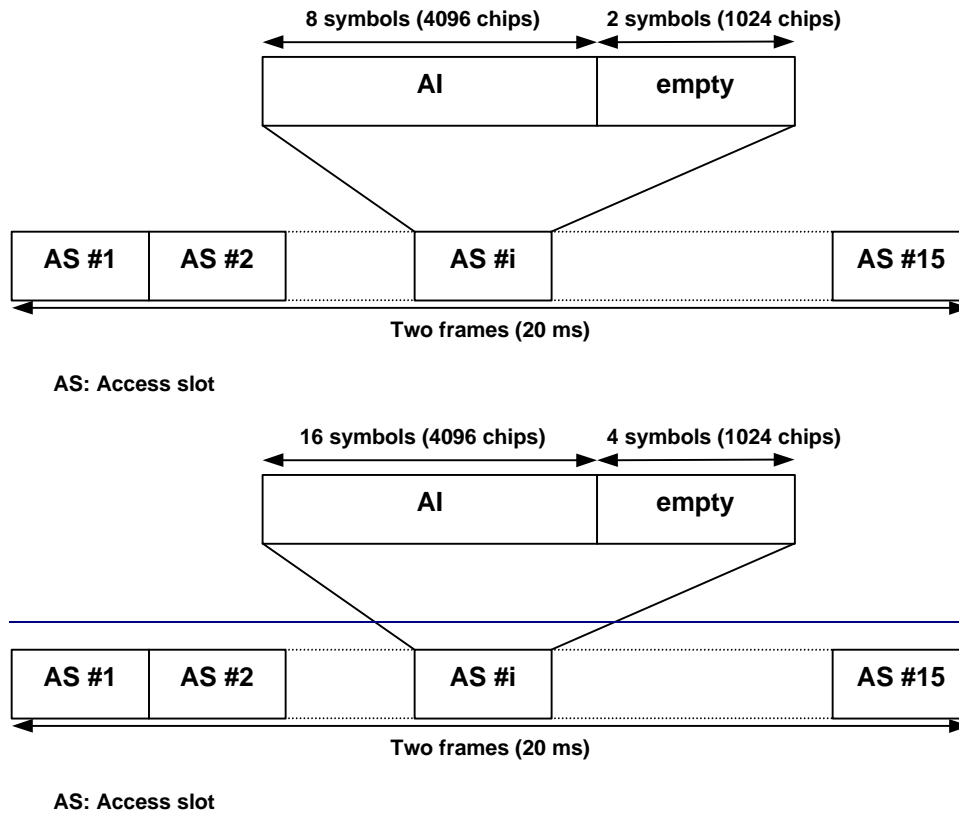 8 symbols (4096 chips) 2 symbols (1024 chips)
AI empty
AS #1 AS #2 AS #i AS #15
Two frames (20 ms)
AS: Access slot
16 symbols (4096 chips) 4 symbols (1024 chips)
AI empty
AS #1 AS #2 AS #i AS #15
Two frames (20 ms)
AS: Access slot